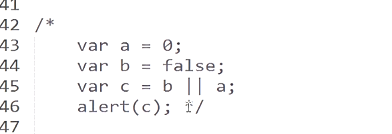 41
42 /*
43 var a = 0;
44 var b = false;
45 var c = b || a;
46 alert(c); */
47